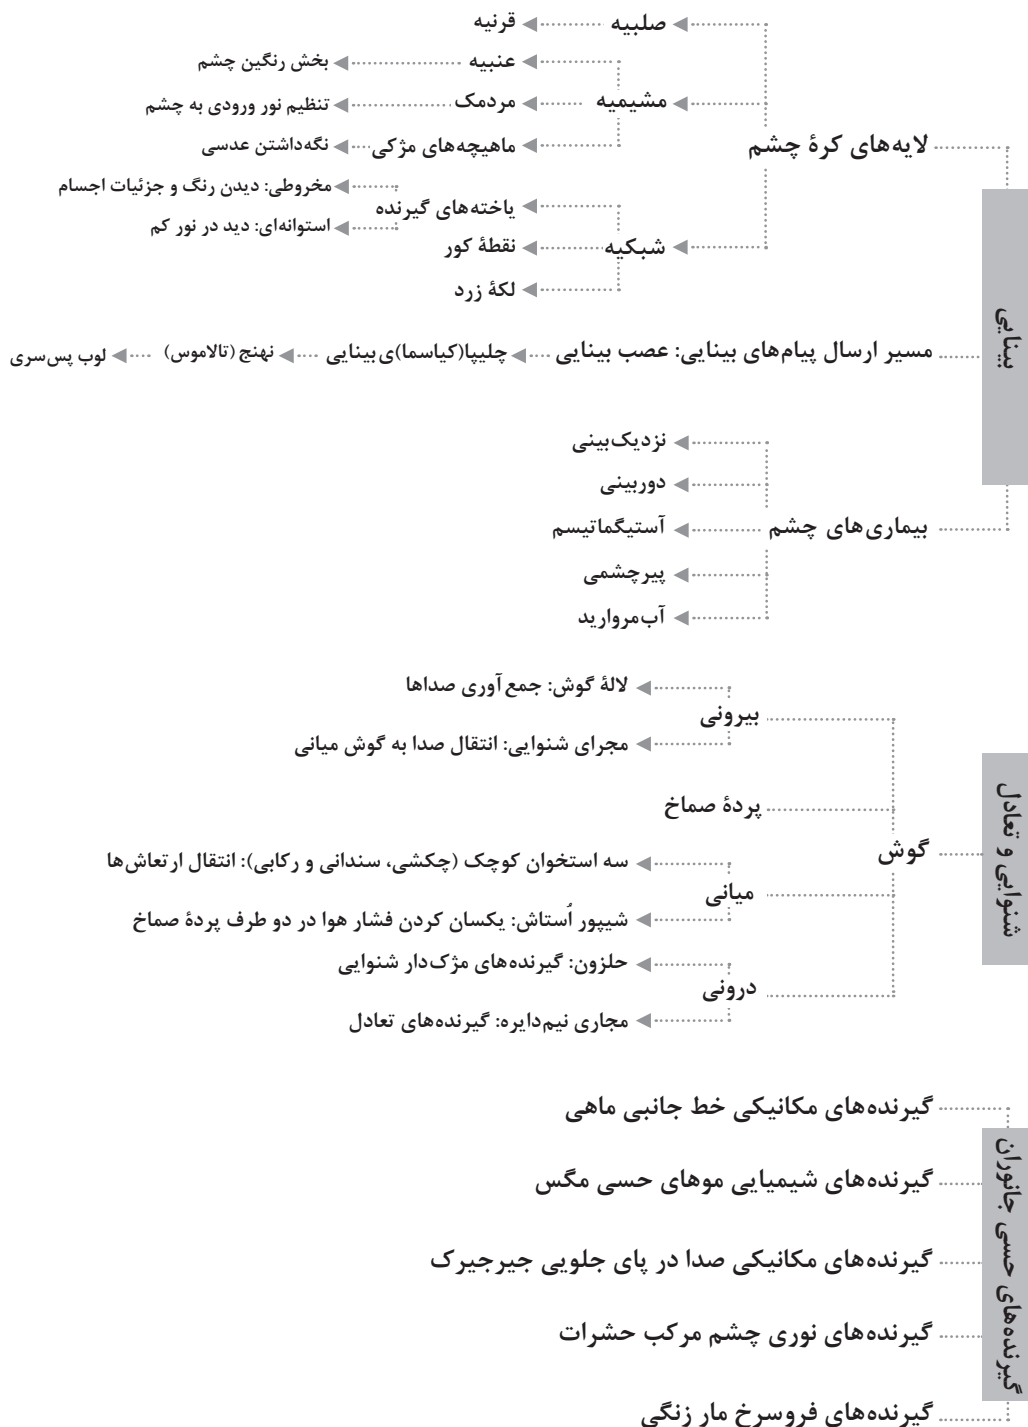 صلبیه قرنیه
عنبیه بخش رنگین چشم
مشیمیه مردمک تنظیم نور ورودی به چشم
لایه‌های کرهٔ چشم ماهیچه‌های مژکی نگه‌داشتن عدسی
مخروطی: دیدن رنگ و جزئیات اجسام
یاخته‌های گیرنده
استوانه‌ای: دید در نور کم
شبکیه نقطهٔ کور
لکهٔ زرد
بینایی
مسیر ارسال پیام‌های بینایی: عصب بینایی چلیپا(کیاسما)ی بینایی نهنج (تالاموس) لوب پس‌سری
نزدیک‌بینی
دوربینی
بیماری‌های چشم آستیگماتیسم
پیرچشمی
آب‌مروارید
لالهٔ گوش: جمع‌آوری صداها
بیرونی
مجرای شنوایی: انتقال صدا به گوش میانی
پردهٔ صماخ
شنوایی و تعادل
گوش
سه استخوان کوچک (چکشی، سندانی و رکابی): انتقال ارتعاش‌ها
میانی
شیپور اُستاش: یکسان کردن فشار هوا در دو طرف پردهٔ صماخ
حلزون: گیرنده‌های مژک‌دار شنوایی
درونی
مجاری نیم‌دایره: گیرنده‌های تعادل
گیرنده‌های حسی جانوران
گیرنده‌های مکانیکی خط جانبی ماهی
گیرنده‌های شیمیایی موهای حسی مگس
گیرنده‌های مکانیکی صدا در پای جلویی جیرجیرک
گیرنده‌های نوری چشم مرکب حشرات
گیرنده‌های فروسرخ مار زنگی